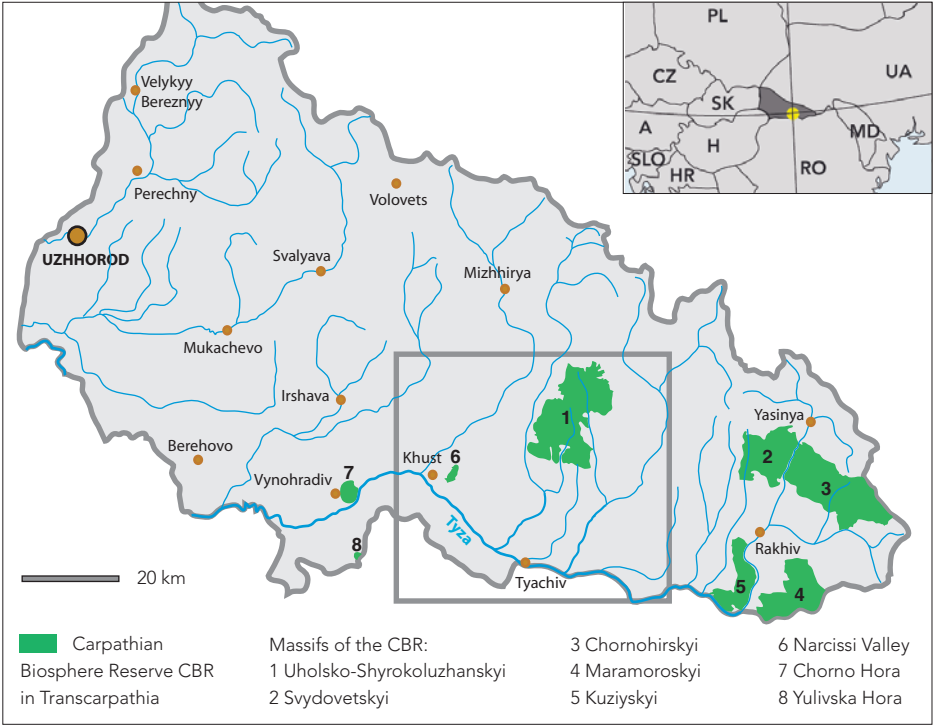 PL
CZ
UA
SK
A
H
MD
SLO
HR
RO
Velykyy
Bereznyy
Perechny
Volovets
UZHHOROD
Svalyava
Mizhhirya
Mukachevo
Irshava
1
Yasinya
Berehovo
Khust
6
2
Vynohradiv
7
3
Tyza
8
Rakhiv
20 km
Tyachiv
5
4
Carpathian
Biosphere Reserve CBR
in Transcarpathia
Massifs of the CBR:
1 Uholsko-Shyrokoluzhanskyi
2 Svydovetskyi
3 Chornohirskyi
4 Maramoroskyi
5 Kuziyskyi
6 Narcissi Valley
7 Chorno Hora
8 Yulivska Hora